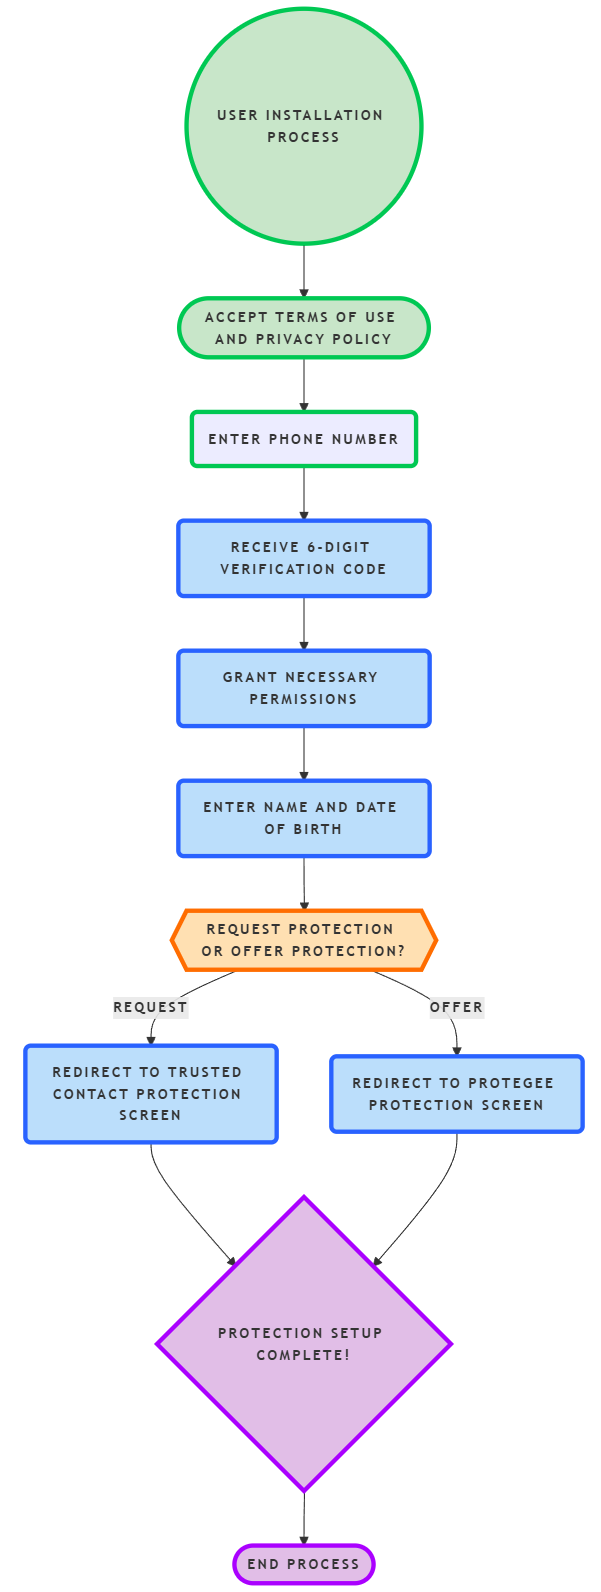 USER INSTALLATION
PROCESS
ACCEPT TERMS OF USE
AND PRIVACY POLICY
ENTER PHONE NUMBER
RECEIVE 6-DIGIT
VERIFICATION CODE
GRANT NECESSARY
PERMISSIONS
ENTER NAME AND DATE
OF BIRTH
REQUEST PROTECTION
OR OFFER PROTECTION?
REQUEST
OFFER
REDIRECT TO TRUSTED
CONTACT PROTECTION
SCREEN
REDIRECT TO PROTEGEE
PROTECTION SCREEN
PROTECTION SETUP
COMPLETE!
END PROCESS